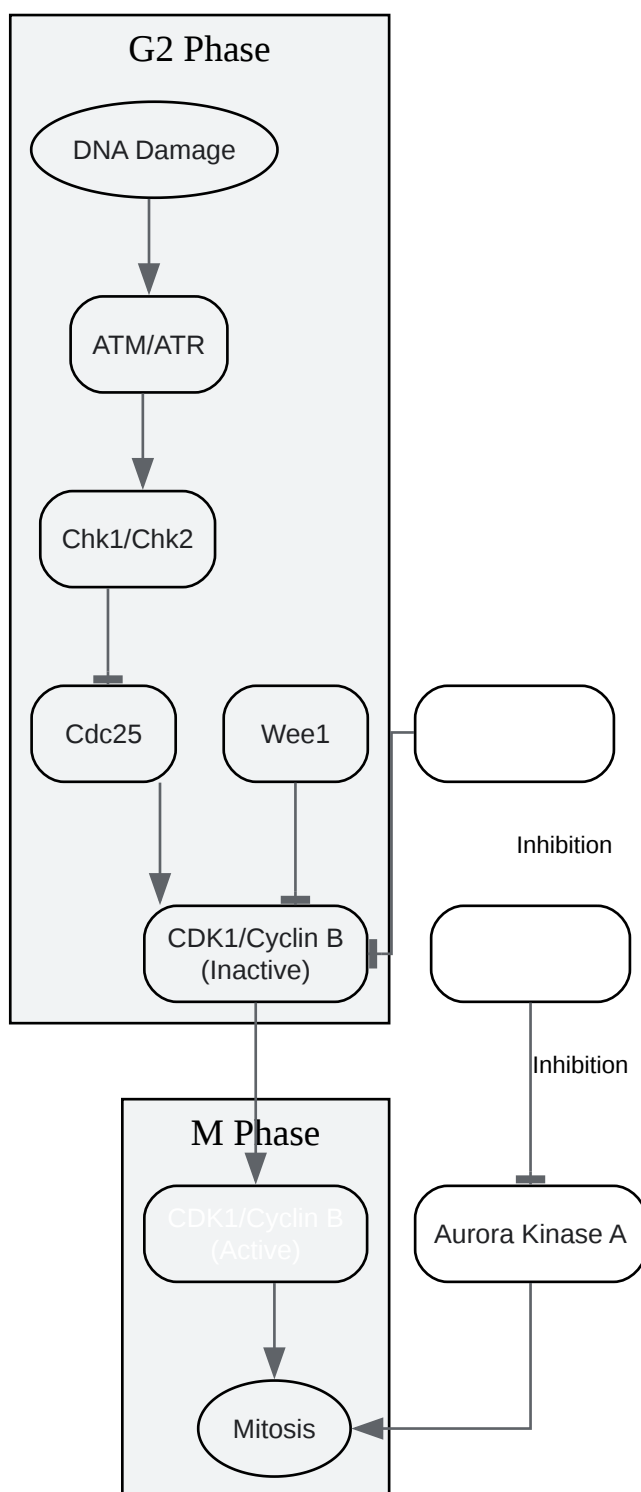 G2 Phase
DNA Damage
ATM/ATR
Chk1/Chk2
Cdc25
Wee1
Inhibition
CDK1/Cyclin B
(Inactive)
Inhibition
M Phase
CDK1/Cyclin B
(Active)
Aurora Kinase A
Mitosis